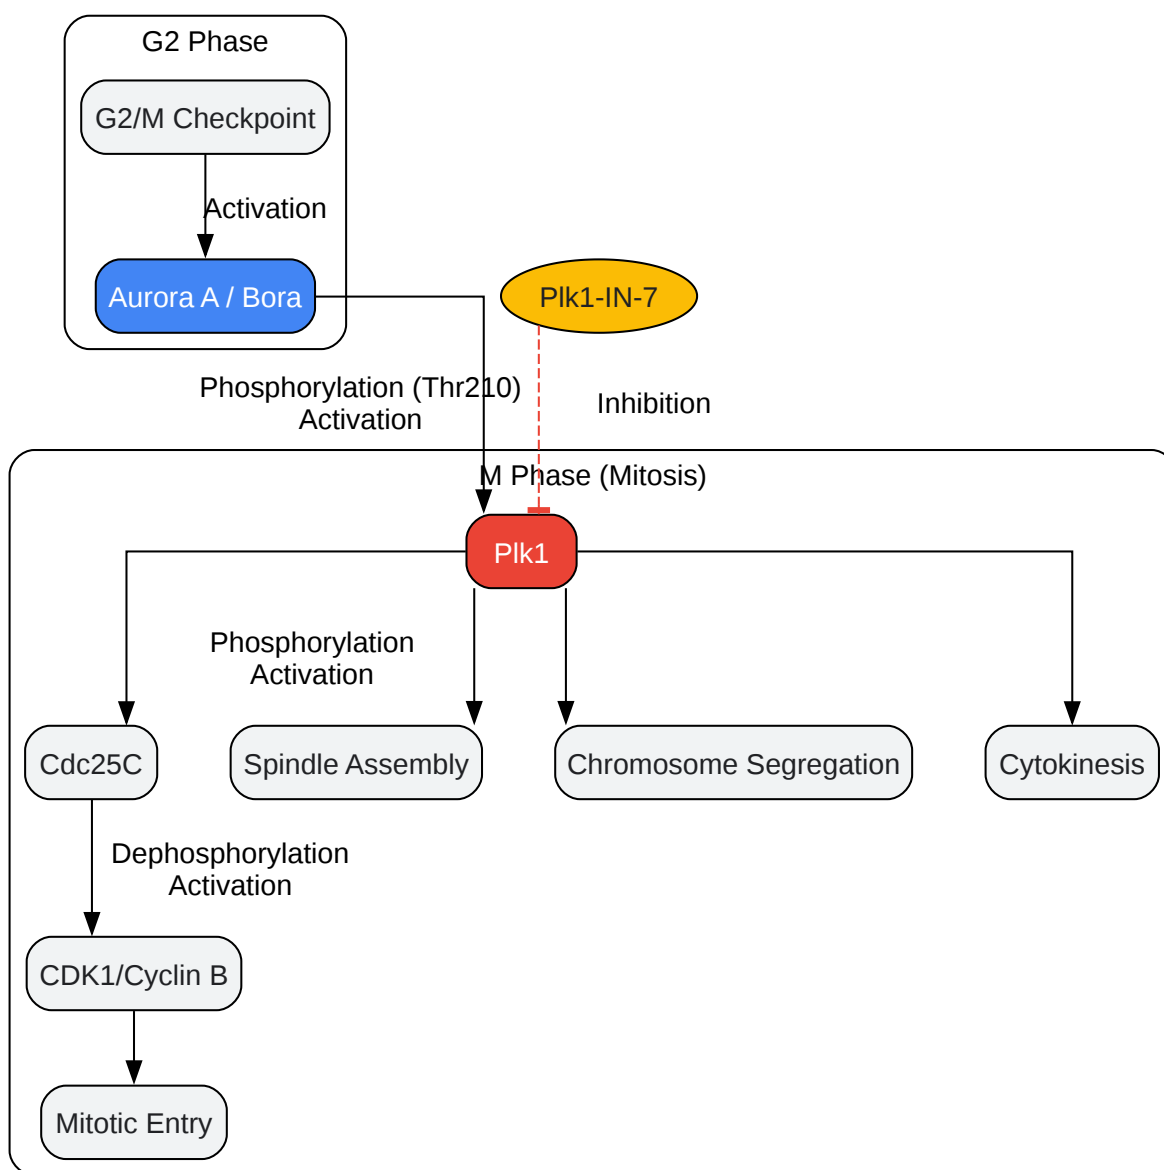 G2 Phase
G2/M Checkpoint
Activation
Aurora A / Bora
Plk1-IN-7
Phosphorylation (Thr210)
Activation
Inhibition
M Phase (Mitosis)
Plk1
Phosphorylation
Activation
Cdc25C
Spindle Assembly
Chromosome Segregation
Cytokinesis
Dephosphorylation
Activation
CDK1/Cyclin B
Mitotic Entry